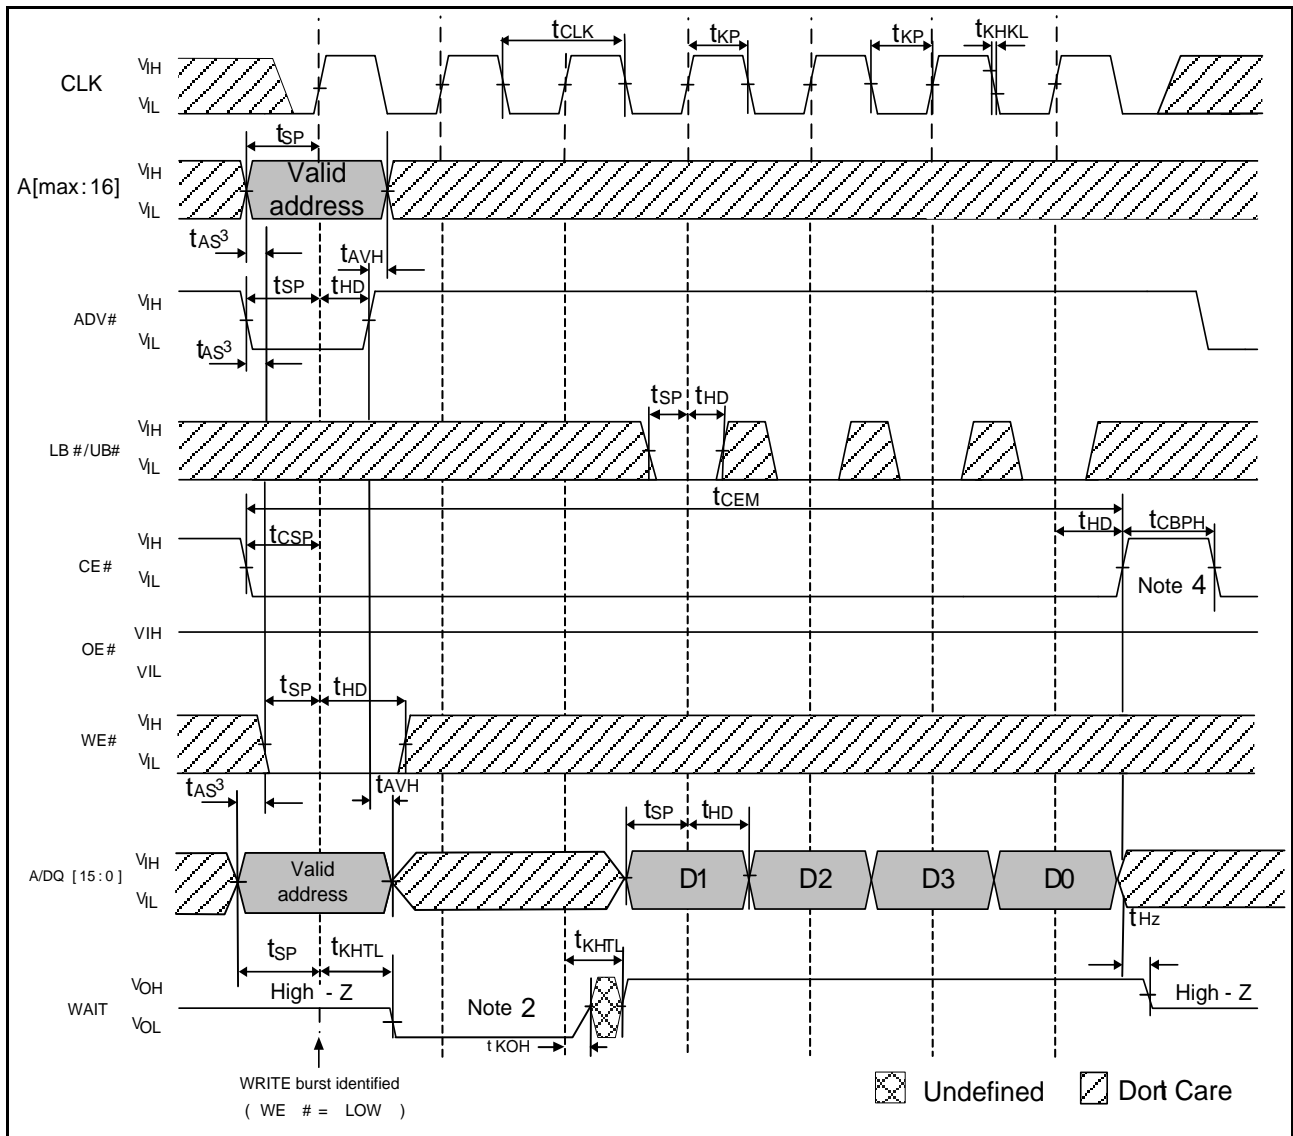 tCLK tKP tKP tKHKL
CLK VIH
VIL
tSP
A[max:16] VIH Valid address
VIL
tAS3 tAVH
tSP tHD
ADV# VIH
VIL
tAS3
tSP tHD
LB #/UB# VIH
VIL
tCEM
tCSP tHD tCBPH
CE# VIH
VIL Note 4
OE# VIH
VIL
tSP tHD
WE# VIH
VIL
tAS3 tAVH
tSP tHD
A/DQ [15:0] VIH Valid address D1 D2 D3 D0
VIL
tHz
tSP tKHTL tKHTL
WAIT VOH High - Z Note 2 High - Z
VOL
tKOH
WRITE burst identified
( WE # = LOW )
Undefined Dort Care